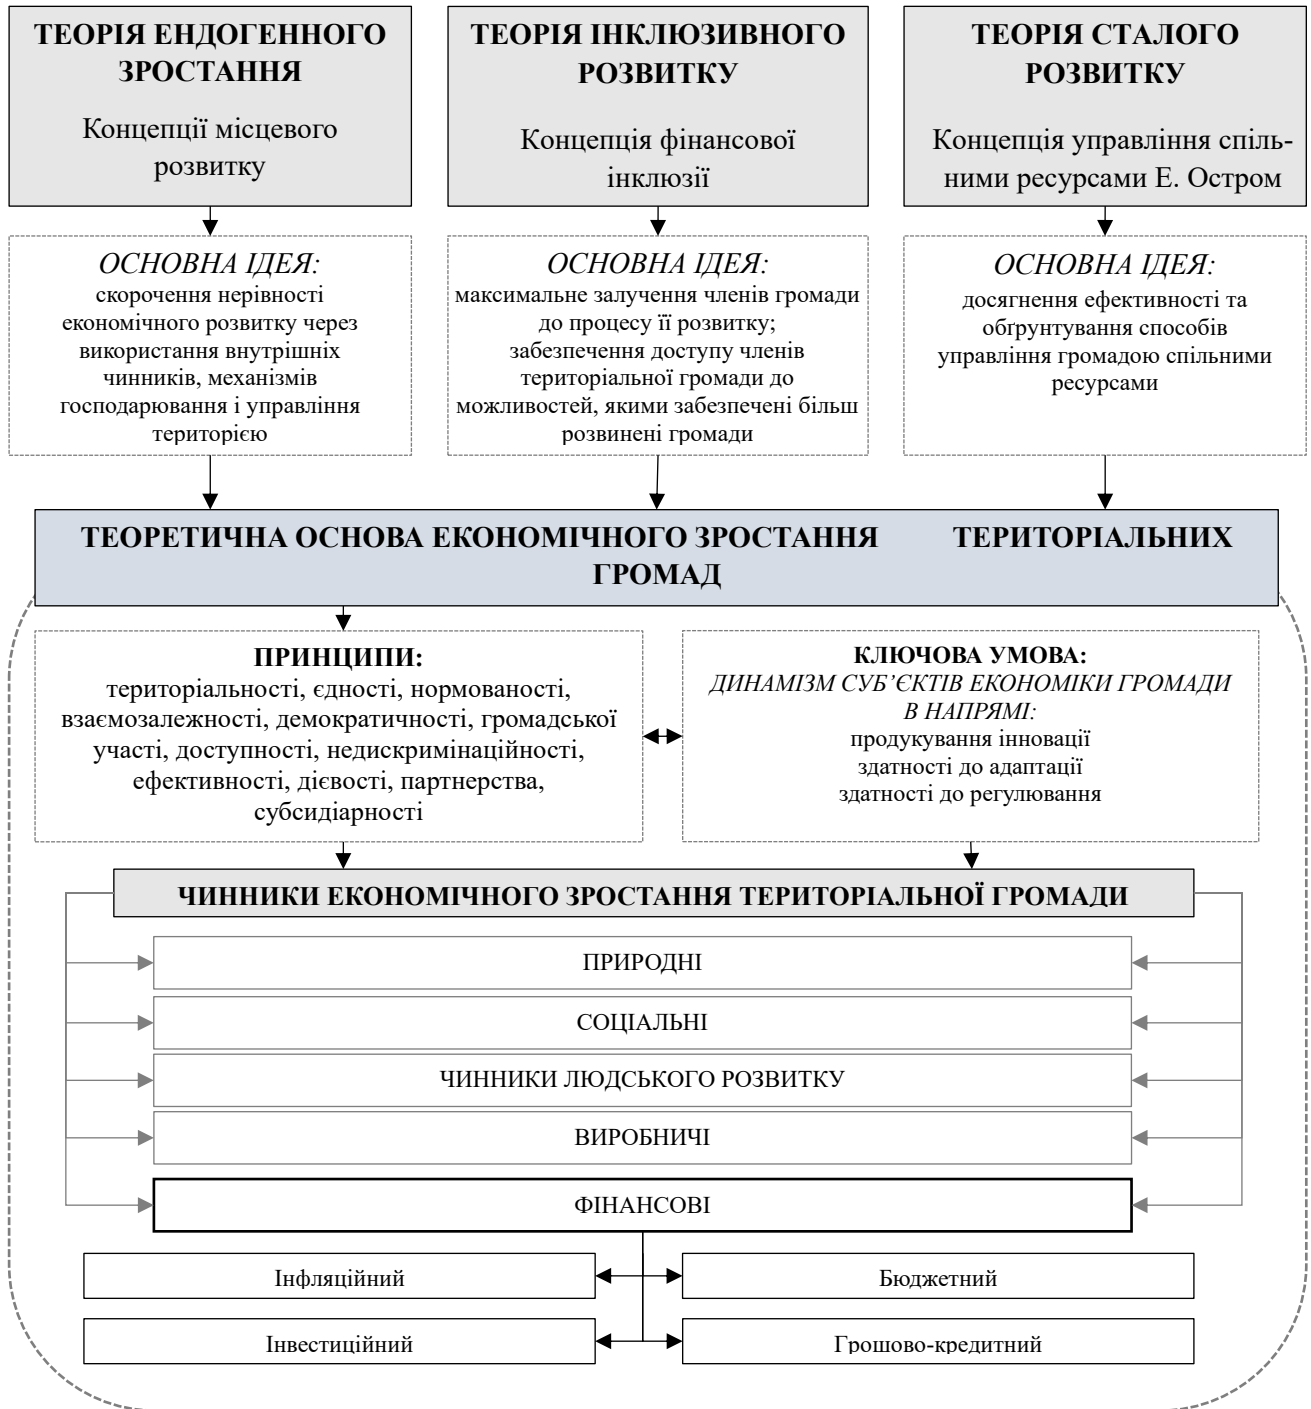 ТЕОРІЯ ЕНДОГЕННОГО
ЗРОСТАННЯ
Концепції місцевого
розвитку
ТЕОРІЯ ІНКЛЮЗИВНОГО
РОЗВИТКУ
Концепція фінансової
інклюзії
ТЕОРІЯ СТАЛОГО
РОЗВИТКУ
Концепція управління спіль-
ними ресурсами Е. Остром
ОСНОВНА ІДЕЯ:
скорочення нерівності
економічного розвитку через
використання внутрішніх
чинників, механізмів
господарювання і управління
територією
ОСНОВНА ІДЕЯ:
максимальне залучення членів громади
до процесу її розвитку;
забезпечення доступу членів
територіальної громади до
можливостей, якими забезпечені більш
розвинені громади
ОСНОВНА ІДЕЯ:
досягнення ефективності та
обґрунтування способів
управління громадою спільними
ресурсами
ТЕОРЕТИЧНА ОСНОВА ЕКОНОМІЧНОГО ЗРОСТАННЯ ТЕРИТОРІАЛЬНИХ
ГРОМАД
ПРИНЦИПИ:
територіальності, єдності, нормованості,
взаємозалежності, демократичності, громадської
участі, доступності, недискримінаційності,
ефективності, дієвості, партнерства,
субсидіарності
КЛЮЧОВА УМОВА:
ДИНАМІЗМ СУБ’ЄКТІВ ЕКОНОМІКИ ГРОМАДИ
В НАПРЯМІ:
продукування інновації
здатності до адаптації
здатності до регулювання
ЧИННИКИ ЕКОНОМІЧНОГО ЗРОСТАННЯ ТЕРИТОРІАЛЬНОЇ ГРОМАДИ
ПРИРОДНІ
СОЦІАЛЬНІ
ЧИННИКИ ЛЮДСЬКОГО РОЗВИТКУ
ВИРОБНИЧІ
ФІНАНСОВІ
Інфляційний
Бюджетний
Інвестиційний
Грошово-кредитний